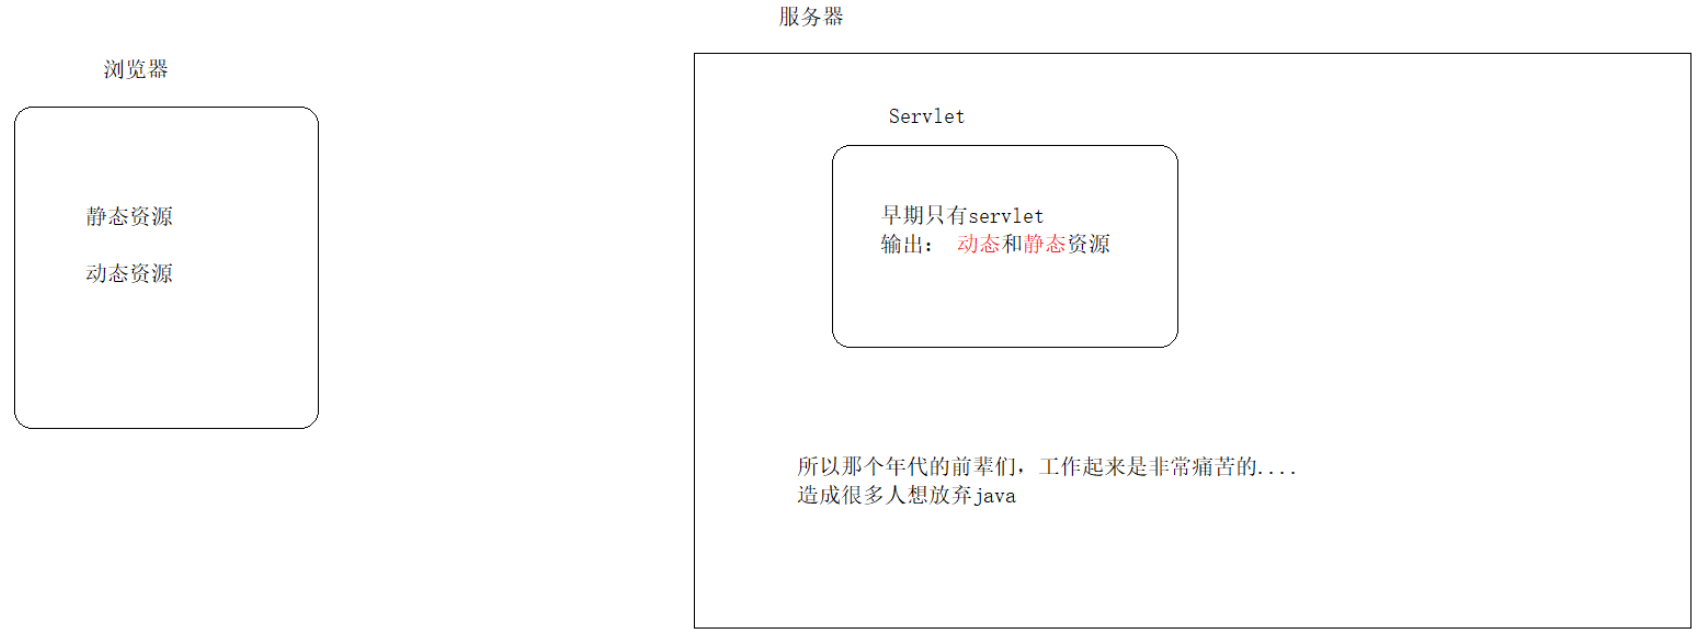 服务器
浏览器
静态资源
动态资源
Servlet
早期只有servlet
输出: 动态和静态资源
所以那个年代的前辈们，工作起来是非常痛苦的....
造成很多人想放弃java